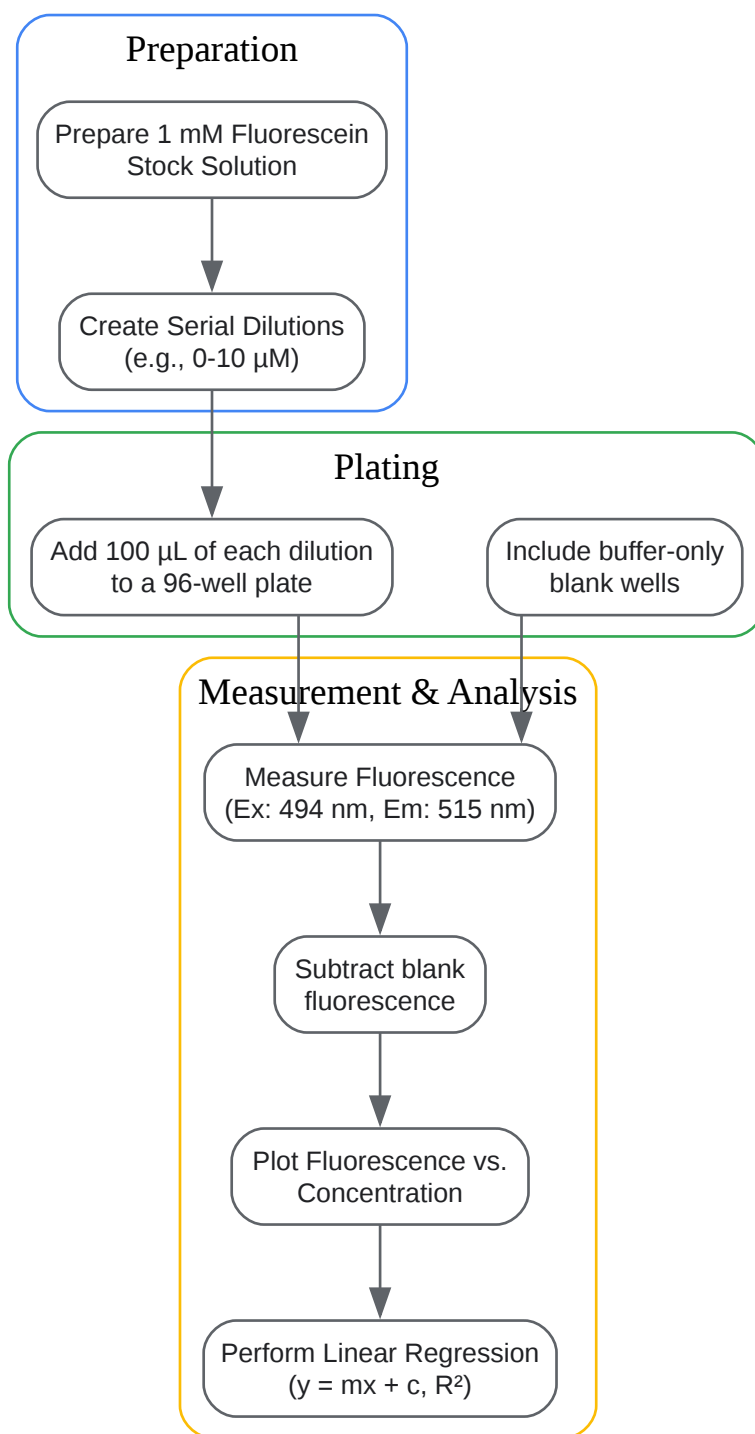 Preparation
Prepare 1 mM Fluorescein
Stock Solution
Create Serial Dilutions
(e.g., 0-10 µM)
Plating
Add 100 µL of each dilution
to a 96-well plate
Include buffer-only
blank wells
Measurement & Analysis
Measure Fluorescence
(Ex: 494 nm, Em: 515 nm)
Subtract blank
fluorescence
Plot Fluorescence vs.
Concentration
Perform Linear Regression
(y = mx + c, R²)